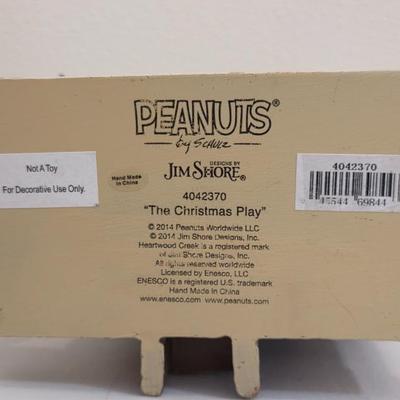 PEANUTS®
by SCHULZ
DESIGNS BY
JIM SHORE®
4042370
"The Christmas Play"
© 2014 Peanuts Worldwide LLC
© 2014 Jim Shore Designs, Inc.
Heartwood Creek is a registered mark
of Jim Shore Designs, Inc.
All rights reserved worldwide
Licensed by Enesco, LLC
ENESCO is a registered U.S. trademark
Hand Made In China
www.enesco.com www.peanuts.com
Not A Toy
For Decorative Use Only.
Hand Made
in China
4042370
45544 69844